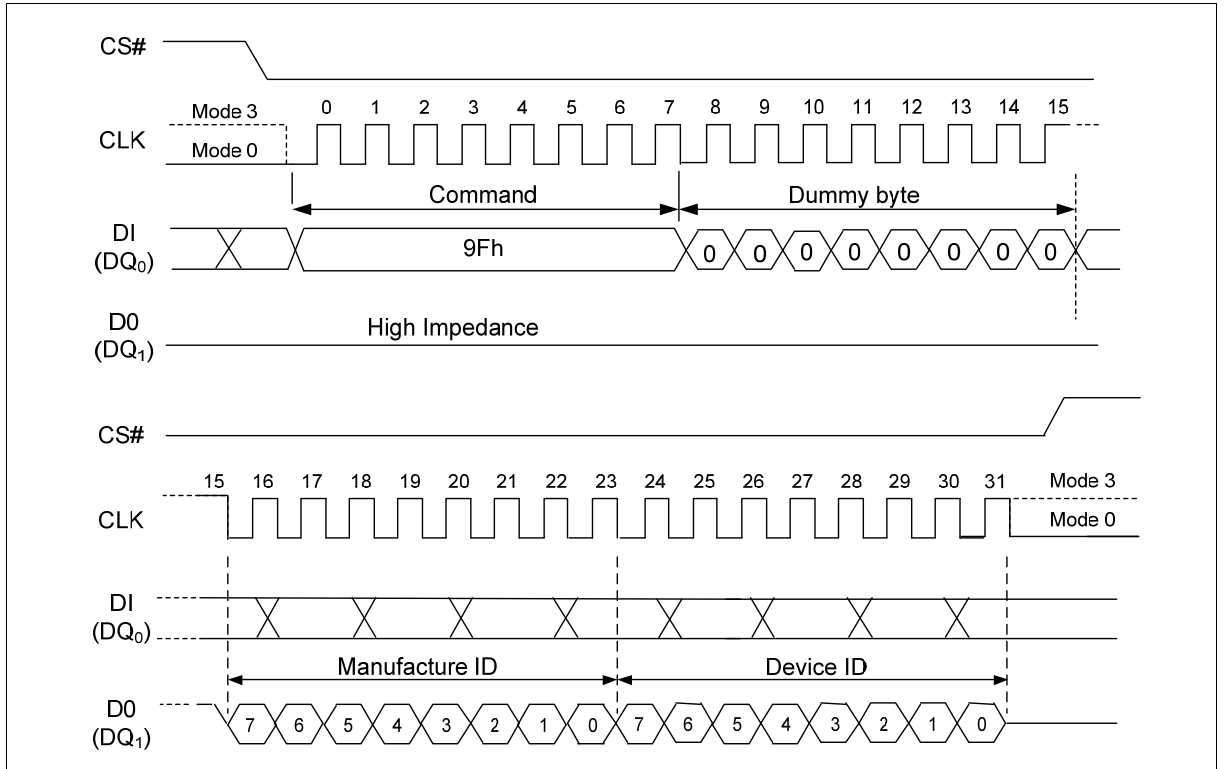 CS#
Mode 3 0 1 2 3 4 5 6 7 8 9 10 11 12 13 14 15
CLK
Mode 0
Command Dummy byte
DI
(DQ₀)
9Fh 0 0 0 0 0 0 0 0
D0
(DQ₁)
High Impedance
CS#
15 16 17 18 19 20 21 22 23 24 25 26 27 28 29 30 31 Mode 3
CLK Mode 0
DI
(DQ₀)
Manufacture ID Device ID
D0
(DQ₁)
7 6 5 4 3 2 1 0 7 6 5 4 3 2 1 0